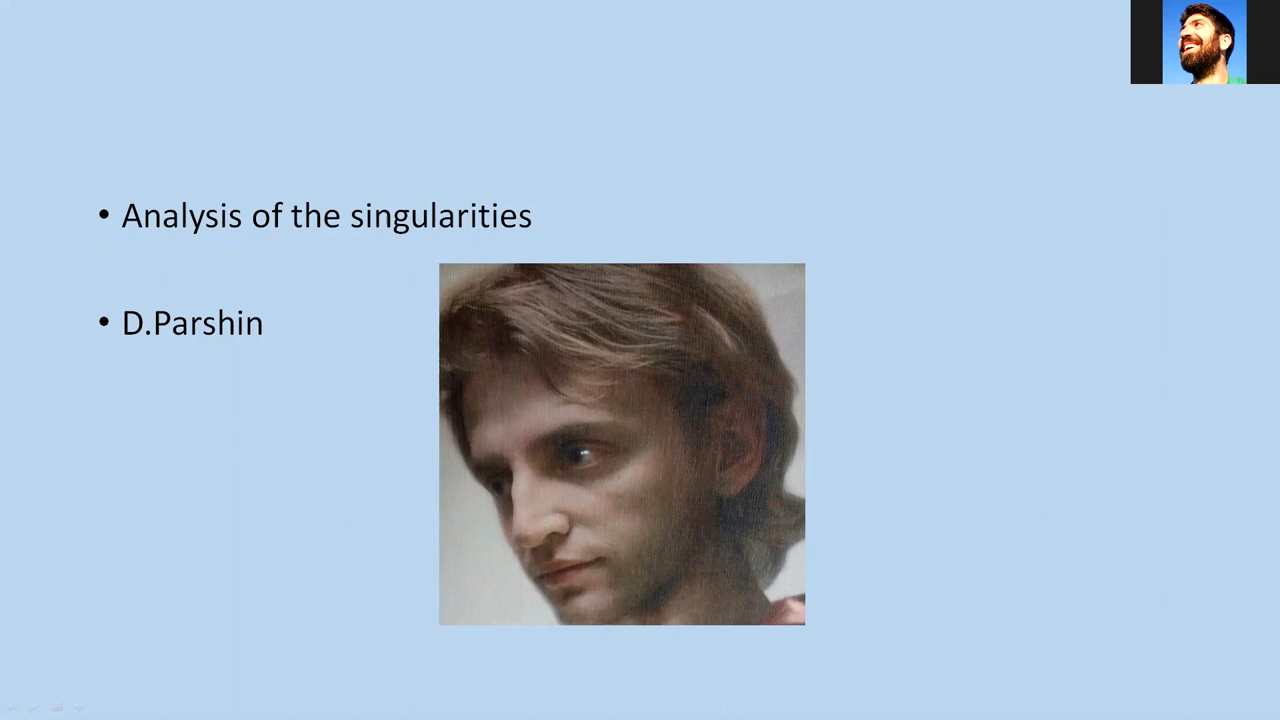 • Analysis of the singularities
• D.Parshin